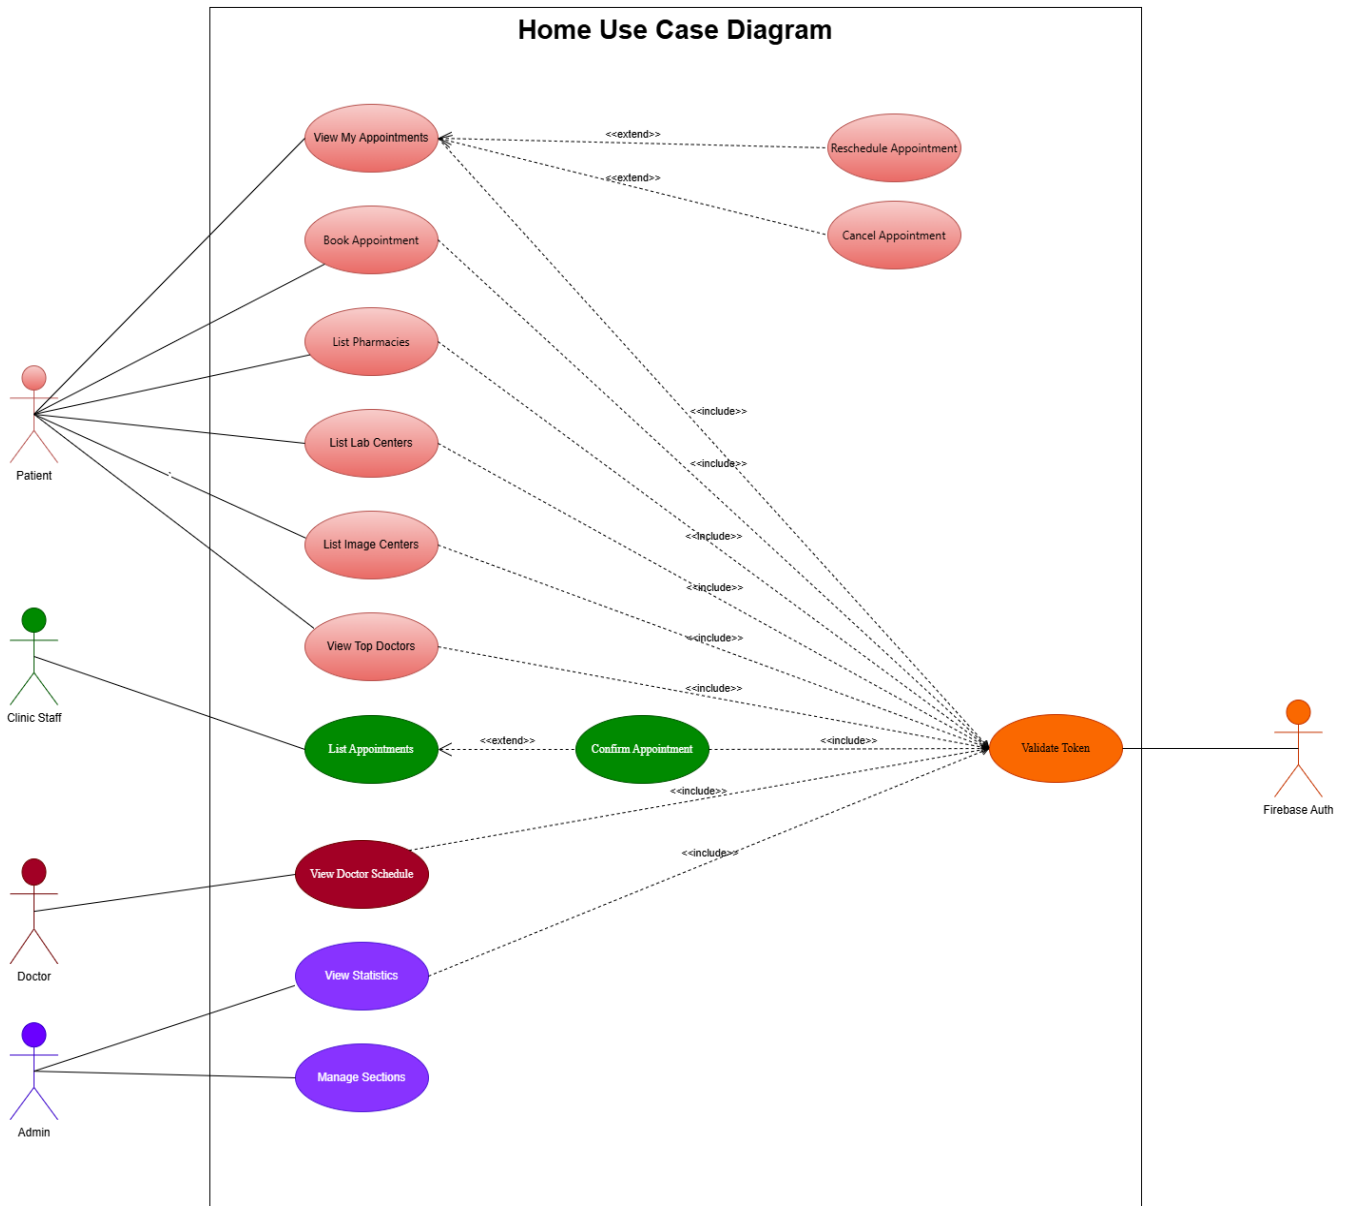 Home Use Case Diagram
View My Appointments
<<extend>>
Reschedule Appointment
<<extend>>
Cancel Appointment
Book Appointment
List Pharmacies
<<include>>
List Lab Centers
<<include>>
Patient
-
List Image Centers
<<include>>
<<include>>
<<include>>
View Top Doctors
<<include>>
Clinic Staff
List Appointments
<<extend>>
Confirm Appointment
<<include>>
Validate Token
Firebase Auth
<<include>>
View Doctor Schedule
<<include>>
Doctor
View Statistics
Manage Sections
Admin